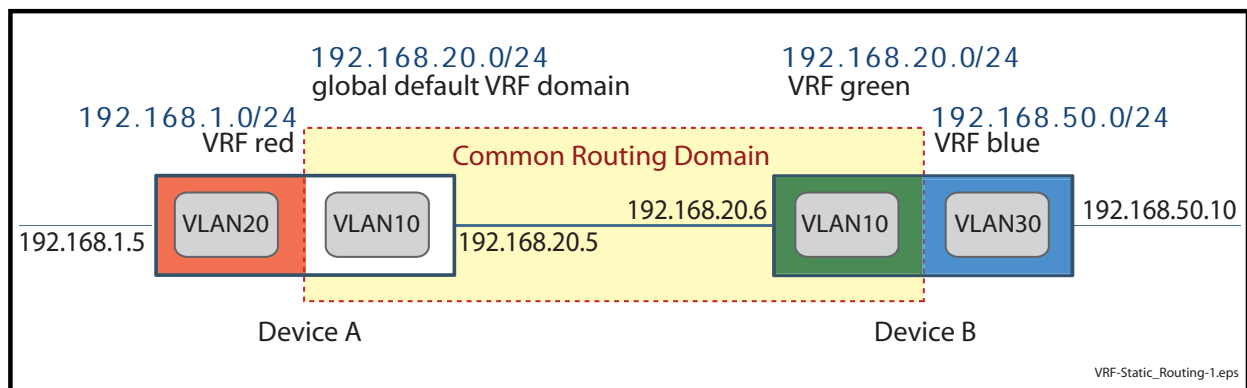 192.168.20.0/24
global default VRF domain
192.168.20.0/24
VRF green
192.168.1.0/24
VRF red
192.168.50.0/24
VRF blue
Common Routing Domain
VLAN20
VLAN10
VLAN10
VLAN30
192.168.1.5
192.168.20.5
192.168.20.6
192.168.50.10
Device A
Device B
VRF-Static_Routing-1.eps